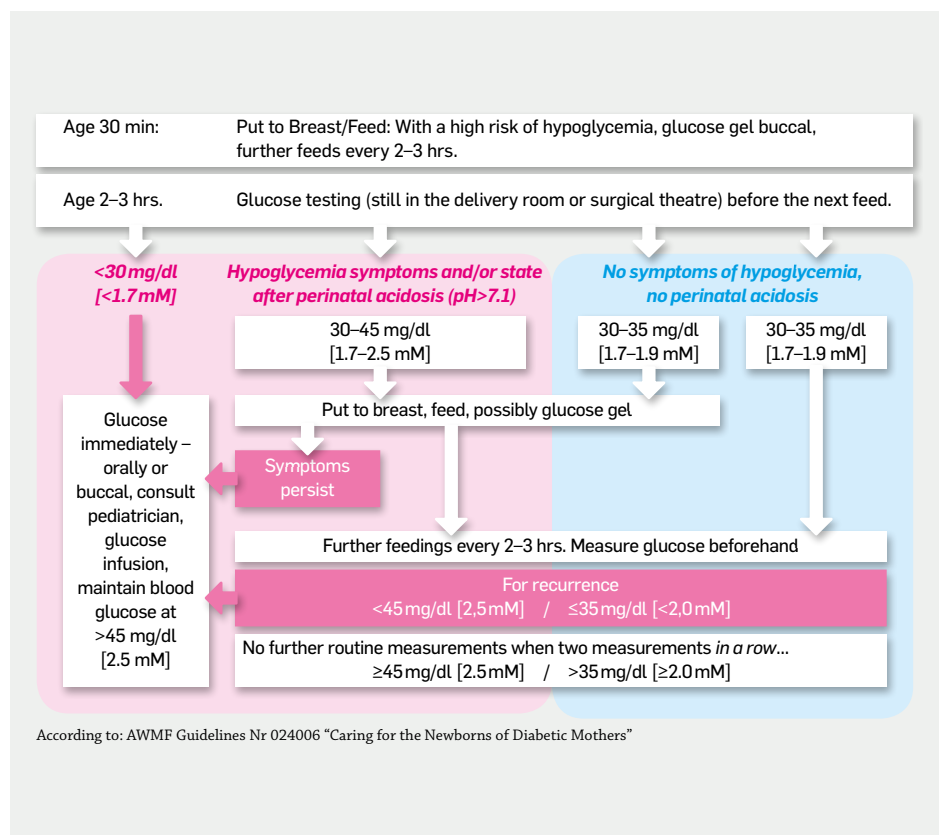 Age 30 min:
Put to Breast/Feed: With a high risk of hypoglycemia, glucose gel buccal,
further feeds every 2–3 hrs.
Age 2–3 hrs.
Glucose testing (still in the delivery room or surgical theatre) before the next feed.
<30 mg/dl
[<1.7 mM]
Hypoglycemia symptoms and/or state
after perinatal acidosis (pH>7.1)
No symptoms of hypoglycemia,
no perinatal acidosis
30–45 mg/dl
[1.7–2.5 mM]
30–35 mg/dl
[1.7–1.9 mM]
30–35 mg/dl
[1.7–1.9 mM]
Put to breast, feed, possibly glucose gel
Glucose
immediately –
orally or
buccal, consult
pediatrician,
glucose
infusion,
maintain blood
glucose at
>45 mg/dl
[2.5 mM]
Symptoms
persist
Further feedings every 2–3 hrs. Measure glucose beforehand
For recurrence
<45 mg/dl [2,5 mM] / ≤35 mg/dl [<2,0 mM]
No further routine measurements when two measurements in a row...
≥45 mg/dl [2.5 mM] / >35 mg/dl [≥2.0 mM]
According to: AWMF Guidelines Nr 024006 “Caring for the Newborns of Diabetic Mothers”